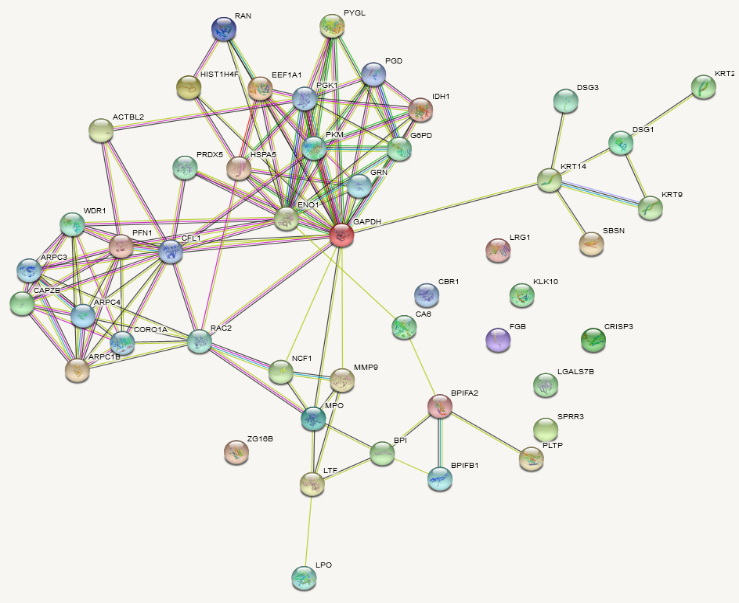 RAN
PYGL
PGD
HIST1H4F
EEF1A1
PGK1
IDH1
KRT2
DSG3
ACTBL2
PKM
G6PD
DSG1
PRDX5
HSPA5
GRN
KRT14
ENO1
KRT9
WDR1
PFN1
CFL1
GAPDH
SBSN
LRG1
ARPC3
CAPZB
ARPC4
CBR1
KLK10
CORO1A
RAC2
CA6
FGB
CRISP3
ARPC1B
NCF1
MMP9
LGALS7B
MPO
BPIFA2
SPRR3
ZG16B
BPI
PLTP
LTF
BPIFB1
LPO